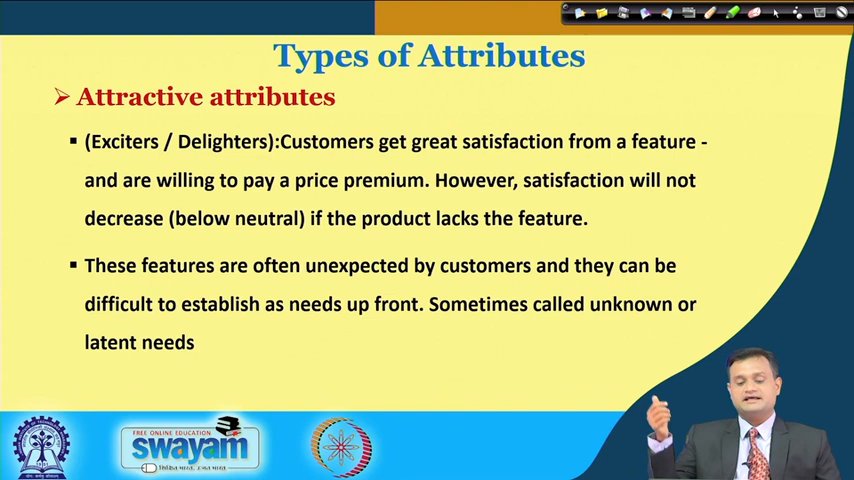 Types of Attributes
➢ Attractive attributes
▪ (Exciters / Delighters):Customers get great satisfaction from a feature -
and are willing to pay a price premium. However, satisfaction will not
decrease (below neutral) if the product lacks the feature.
▪ These features are often unexpected by customers and they can be
difficult to establish as needs up front. Sometimes called unknown or
latent needs
FREE ONLINE EDUCATION
swayam